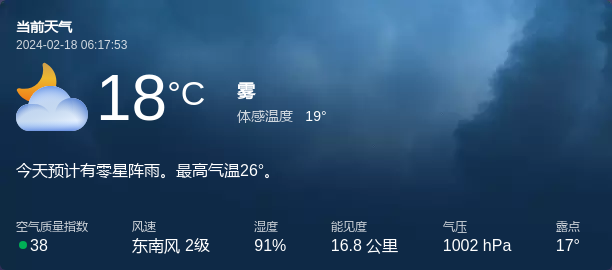 当前天气
2024-02-18 06:17:53
18°C
雾
体感温度 19°
今天预计有零星阵雨。最高气温26°。
空气质量指数 风速 湿度 能见度 气压 露点
38 东南风 2级 91% 16.8 公里 1002 hPa 17°